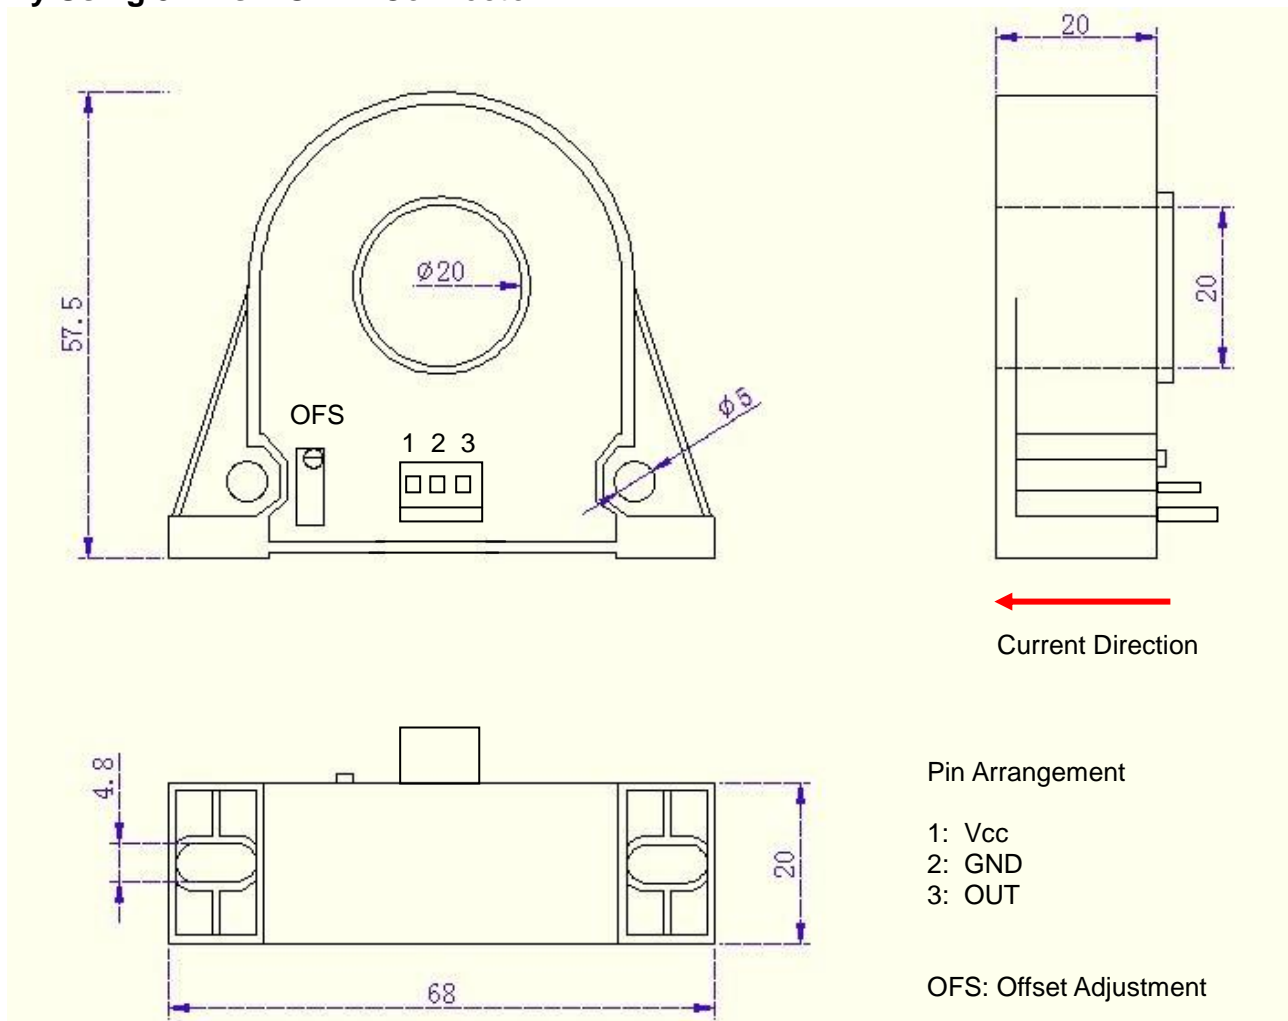 20
57.5
Ø20
20
Ø5
OFS
1 2 3
Current Direction
4.8
Pin Arrangement
1: Vcc
2: GND
3: OUT
20
68
OFS: Offset Adjustment